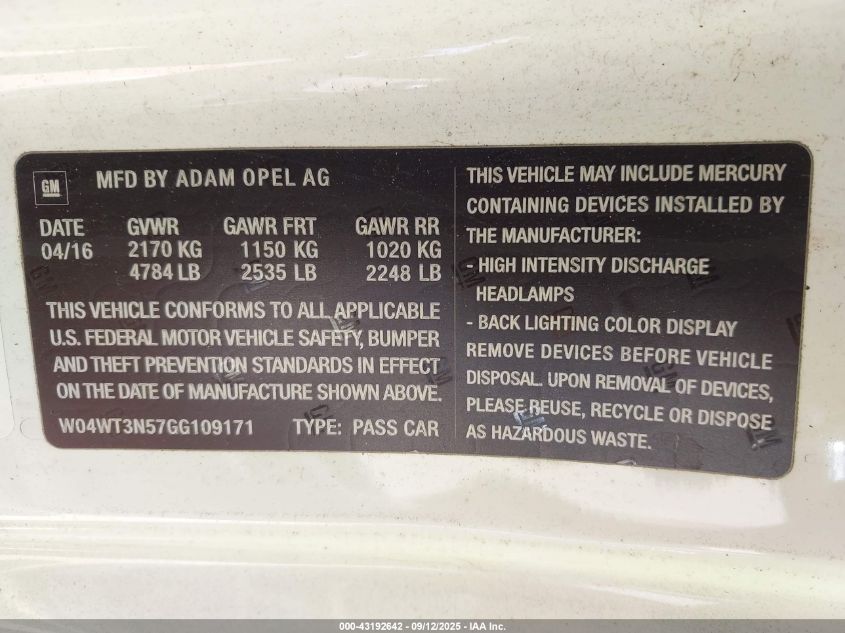 GM
MFD BY ADAM OPEL AG
DATE GVWR GAWR FRT GAWR RR
04/16 2170 KG 1150 KG 1020 KG
4784 LB 2535 LB 2248 LB
THIS VEHICLE CONFORMS TO ALL APPLICABLE
U.S. FEDERAL MOTOR VEHICLE SAFETY, BUMPER
AND THEFT PREVENTION STANDARDS IN EFFECT
ON THE DATE OF MANUFACTURE SHOWN ABOVE.
W04WT3N57GG109171 TYPE: PASS CAR
THIS VEHICLE MAY INCLUDE MERCURY
CONTAINING DEVICES INSTALLED BY
THE MANUFACTURER:
- HIGH INTENSITY DISCHARGE
HEADLAMPS
- BACK LIGHTING COLOR DISPLAY
REMOVE DEVICES BEFORE VEHICLE
DISPOSAL. UPON REMOVAL OF DEVICES,
PLEASE REUSE, RECYCLE OR DISPOSE
AS HAZARDOUS WASTE.
000-43192642 - 09/12/2025 - IAA Inc.